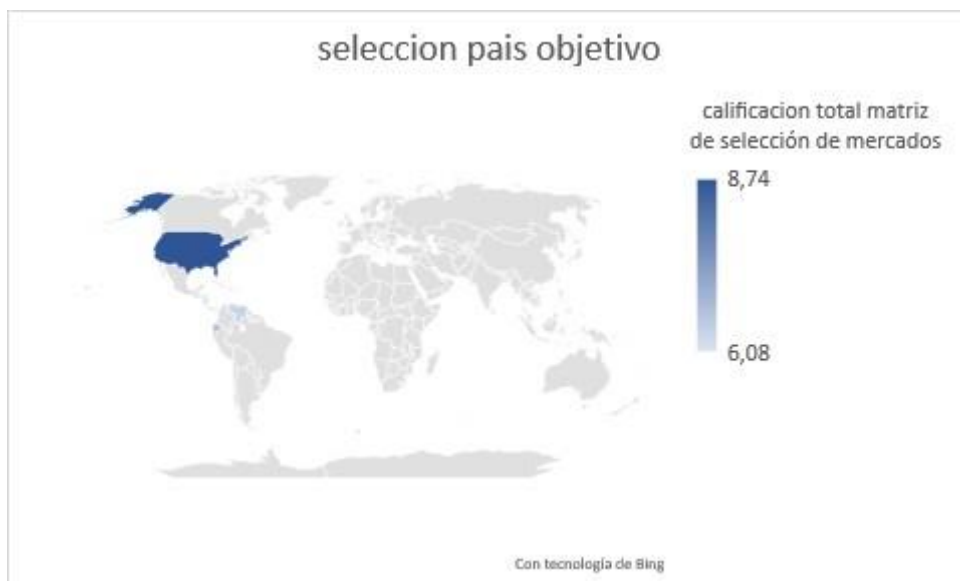 seleccion pais objetivo
calificacion total matriz
de selección de mercados
8,74
6,08
Con tecnología de Bing